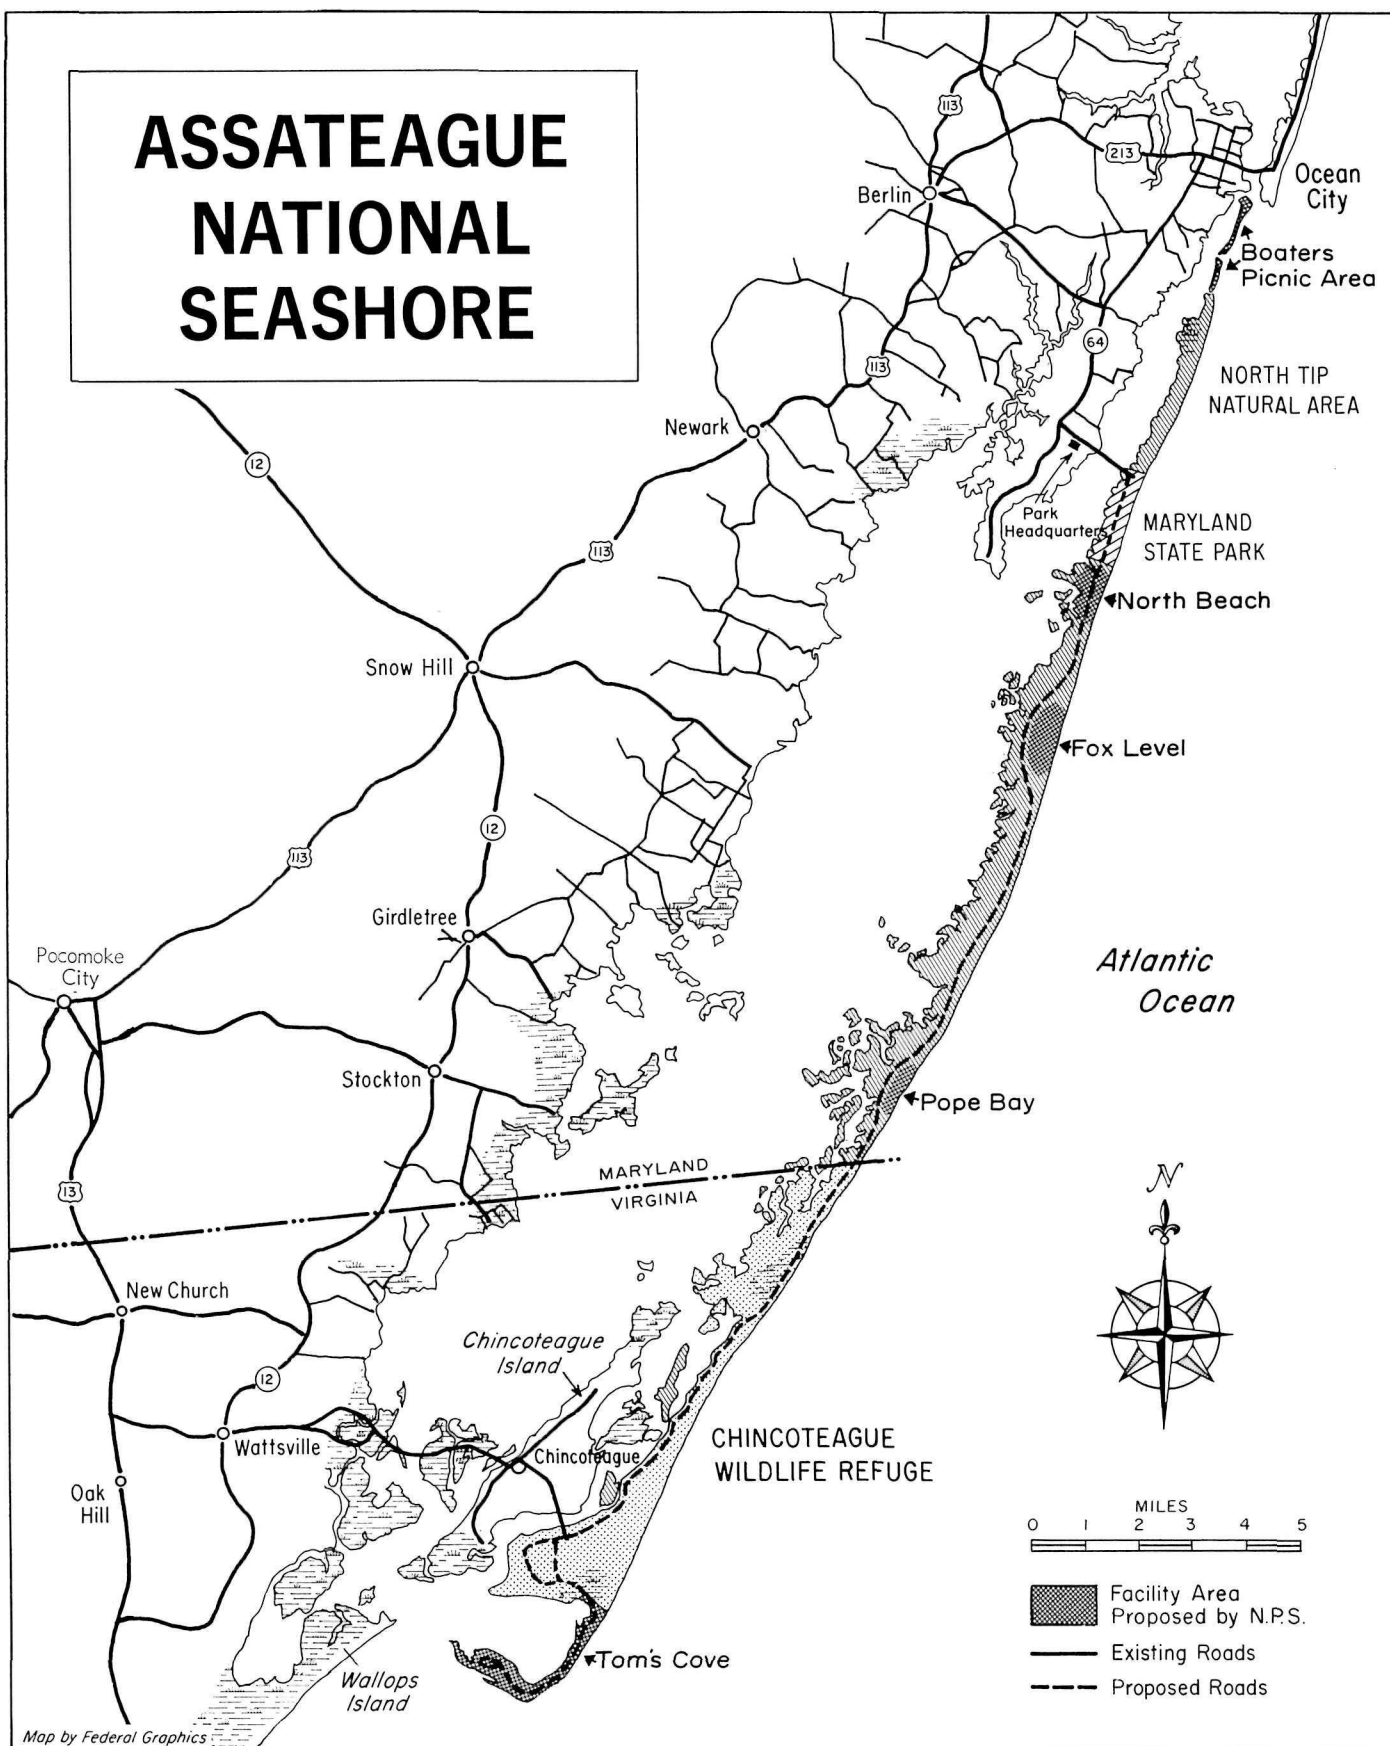 ASSATEAGUE
NATIONAL
SEASHORE
113
213
Ocean
City
Berlin
Boaters
Picnic Area
64
113
NORTH TIP
NATURAL AREA
Newark
12
Park
Headquarters
MARYLAND
STATE PARK
113
North Beach
Snow Hill
Fox Level
12
113
Girdletree
Pocomoke
City
Atlantic
Ocean
Stockton
Pope Bay
MARYLAND
VIRGINIA
13
N
New Church
Chincoteague
Island
12
Wattsville
Chincoteague
CHINCOTEAGUE
WILDLIFE REFUGE
Oak
Hill
MILES
0 1 2 3 4 5
Facility Area
Proposed by N.P.S.
Existing Roads
Proposed Roads
Tom's Cove
Wallops
Island
Map by Federal Graphics